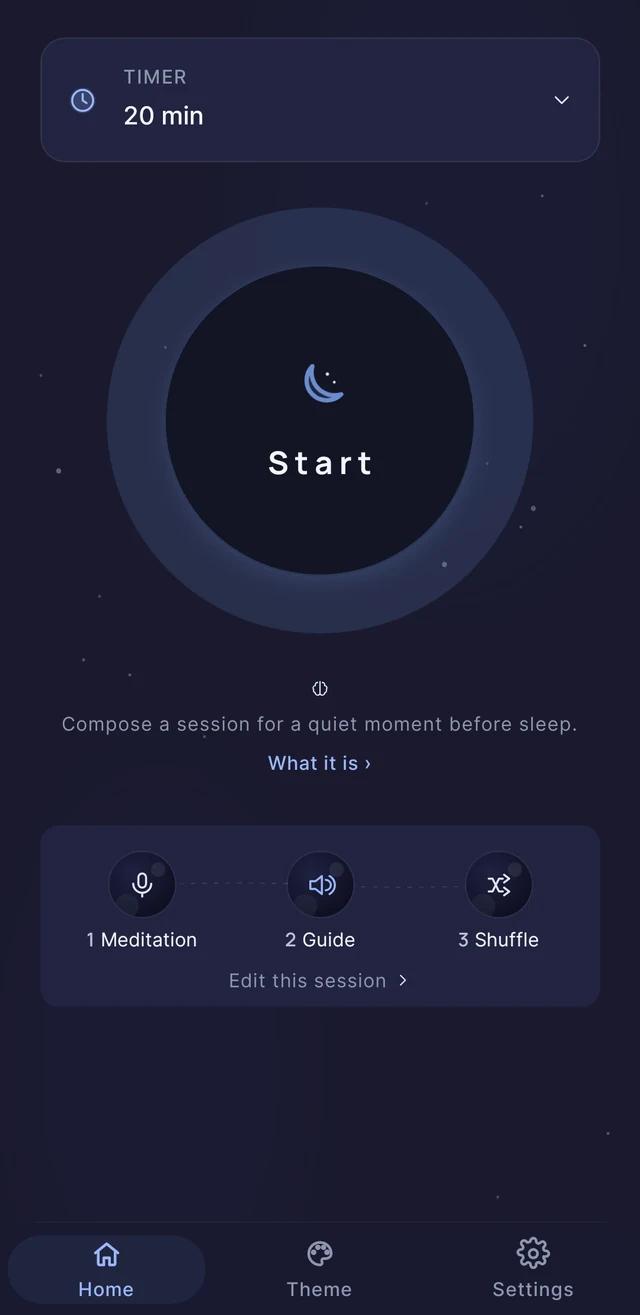 TIMER
20 min
Start
Compose a session for a quiet moment before sleep.
What it is ›
1 Meditation
2 Guide
3 Shuffle
Edit this session
Home
Theme
Settings